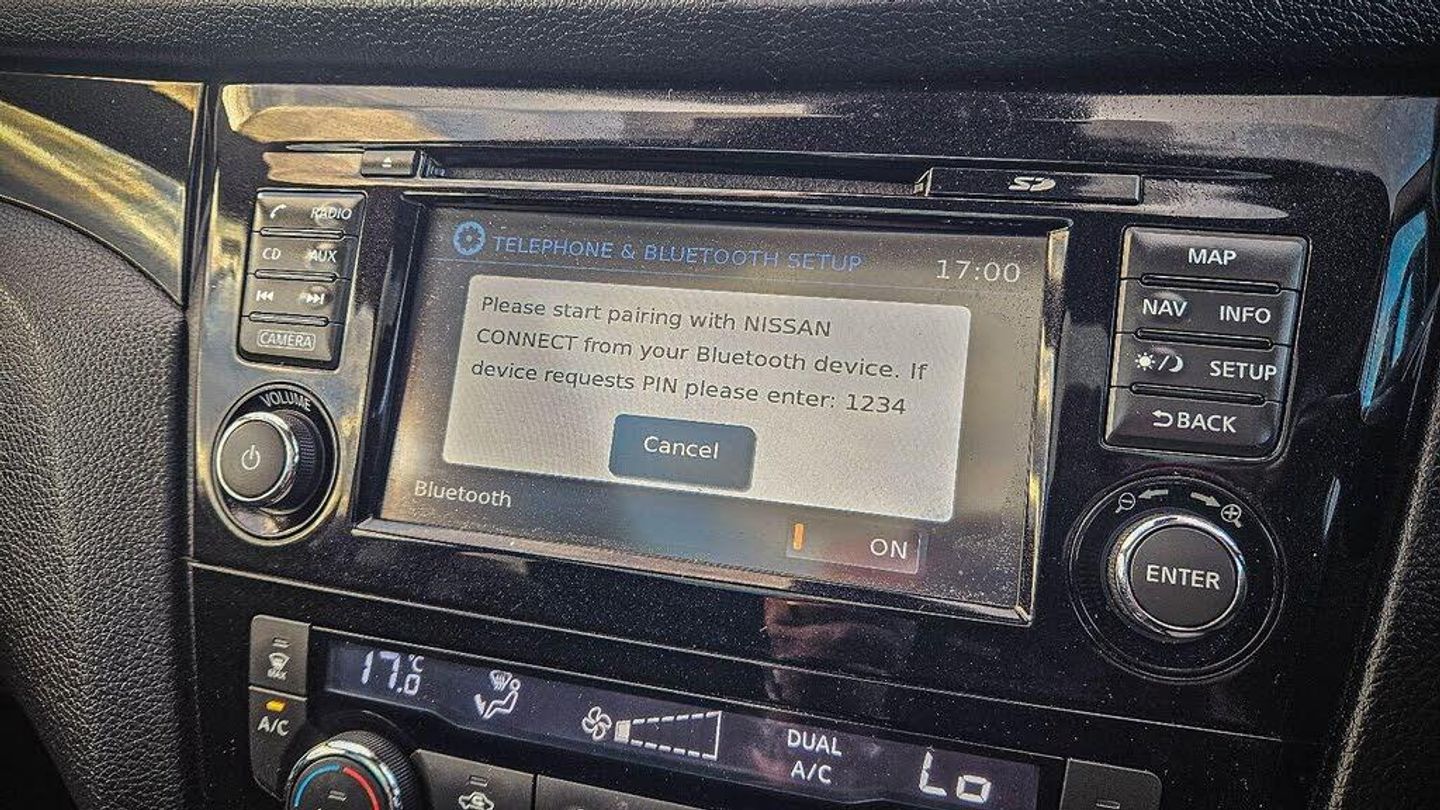 RADIO
CD AUX
CAMERA
VOLUME
SD
TELEPHONE & BLUETOOTH SETUP
17:00
Please start pairing with NISSAN
CONNECT from your Bluetooth device. If
device requests PIN please enter: 1234
Cancel
Bluetooth
ON
MAP
NAV INFO
SETUP
BACK
ENTER
MAX
A/C
17.0 °C
DUAL
A/C
Lo